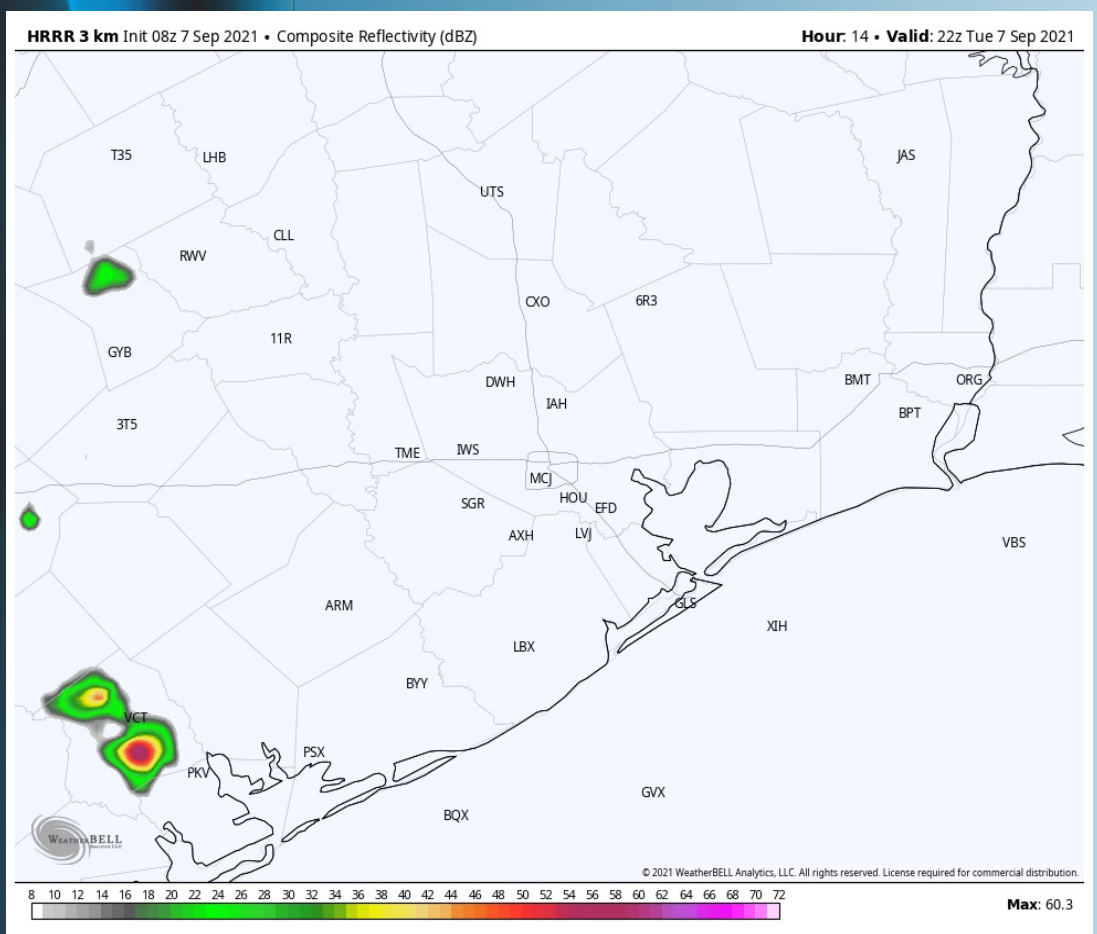 HRRR 3 km Init 08z 7 Sep 2021 • Composite Reflectivity (dBZ)
Hour: 14 • Valid: 22z Tue 7 Sep 2021
T35
LHB
JAS
UTS
CLL
RWV
CXO
6R3
11R
GYB
DWH
BMT
ORG
IAH
BPT
3T5
TME
IWS
MCJ
HOU
SGR
EFD
AXH
LVJ
VBS
ARM
GLS
XIH
LBX
BYY
VCT
PSX
PKV
GVX
BQX
WEATHERBELL
Analytics LLC
© 2021 WeatherBELL Analytics, LLC. All rights reserved. License required for commercial distribution.
8 10 12 14 16 18 20 22 24 26 28 30 32 34 36 38 40 42 44 46 48 50 52 54 56 58 60 62 64 66 68 70 72
Max: 60.3